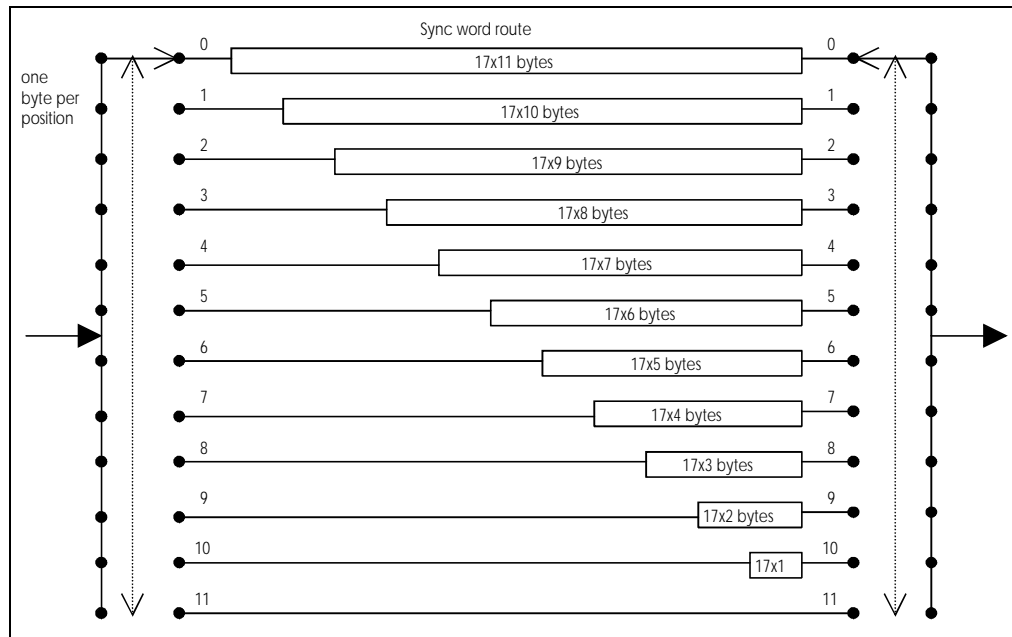 Sync word route
one
byte per
position
0 17x11 bytes 0
1 17x10 bytes 1
2 17x9 bytes 2
3 17x8 bytes 3
4 17x7 bytes 4
5 17x6 bytes 5
6 17x5 bytes 6
7 17x4 bytes 7
8 17x3 bytes 8
9 17x2 bytes 9
10 17x1 10
11 11